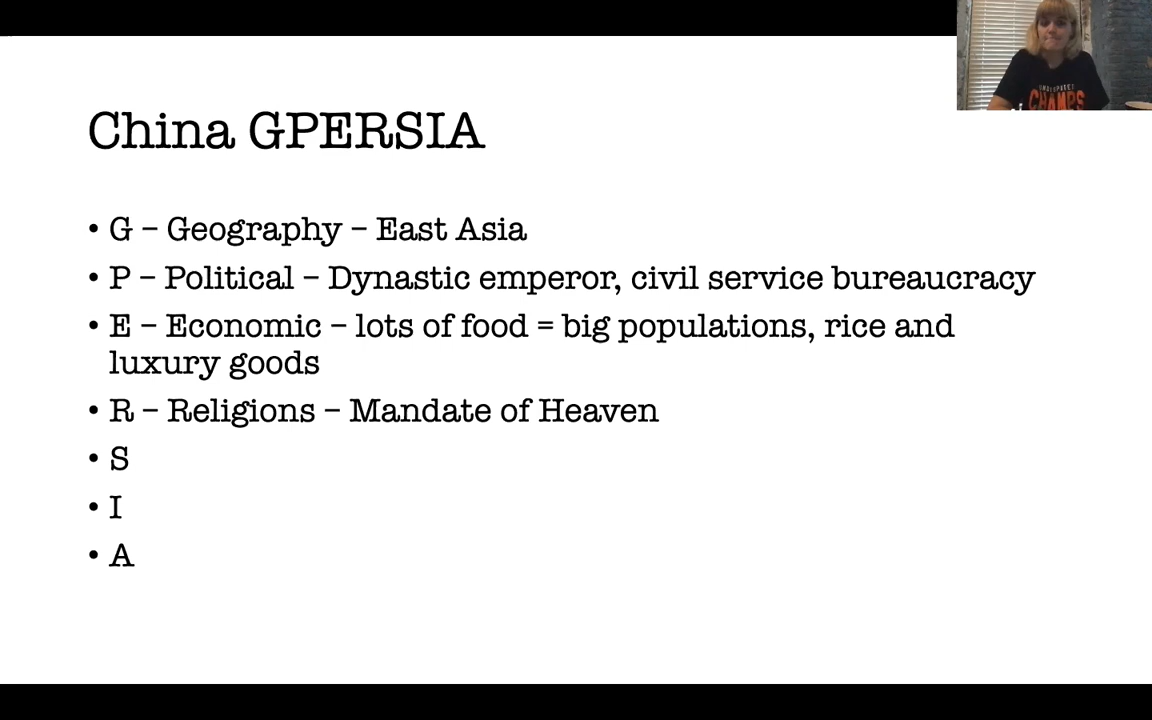 China GPERSIA
• G – Geography – East Asia
• P – Political – Dynastic emperor, civil service bureaucracy
• E – Economic – lots of food = big populations, rice and
luxury goods
• R – Religions – Mandate of Heaven
• S
• I
• A
CHAMPS